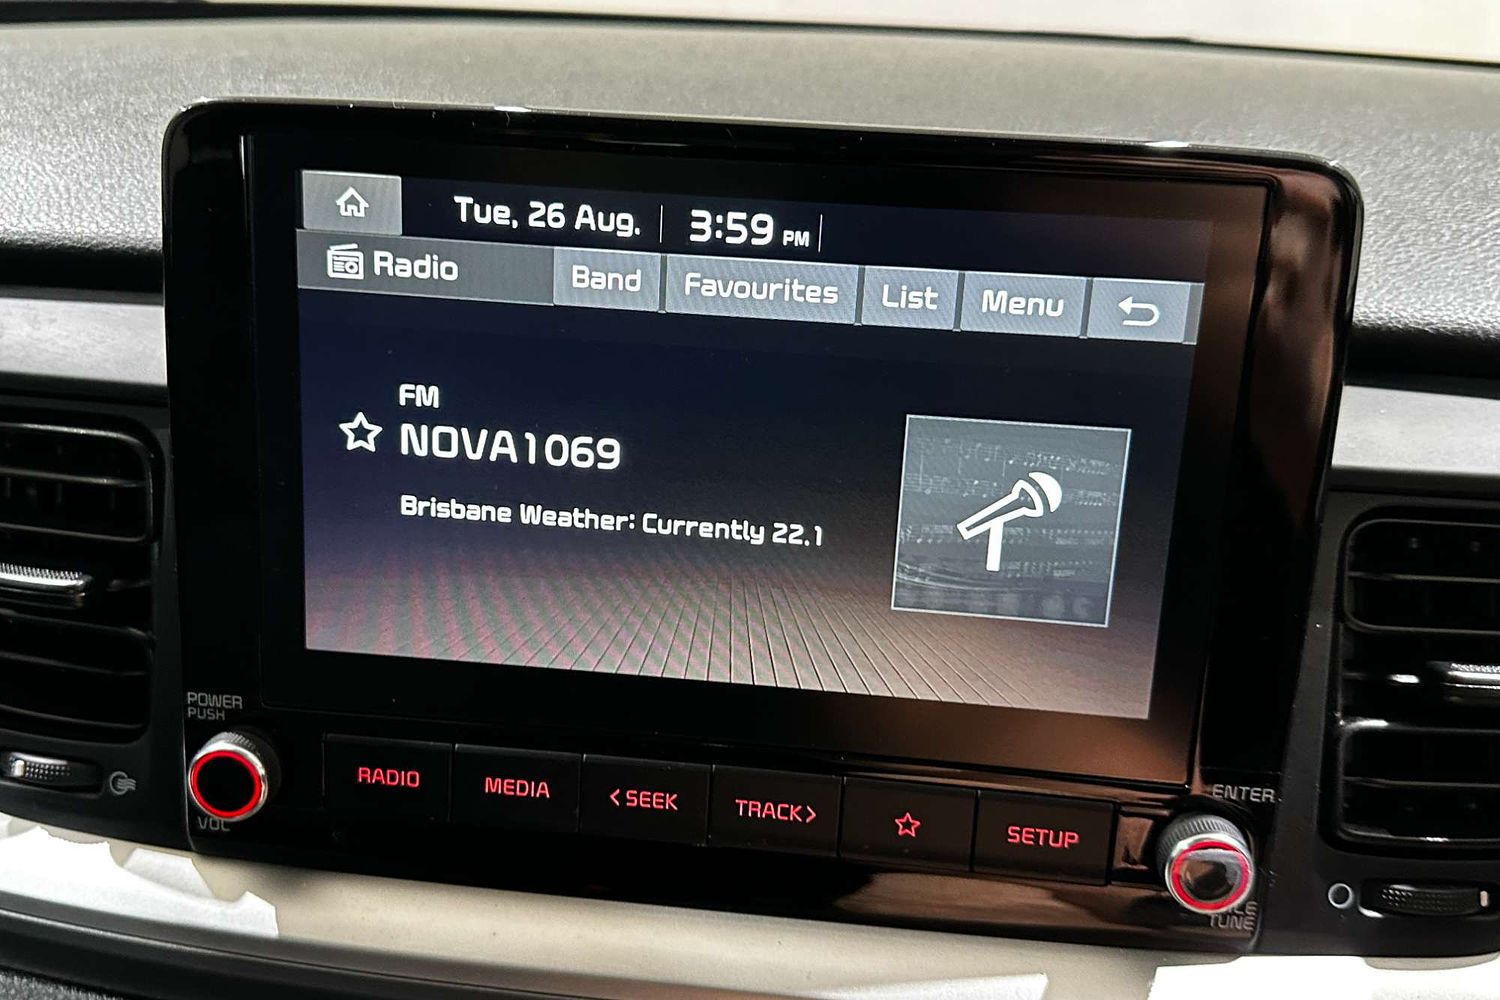 Tue, 26 Aug. 3:59 PM
Radio Band Favourites List Menu
FM
NOVA1069
Brisbane Weather: Currently 22.1
POWER
PUSH
VOL
RADIO MEDIA <SEEK TRACK> SETUP
ENTER
TUNE